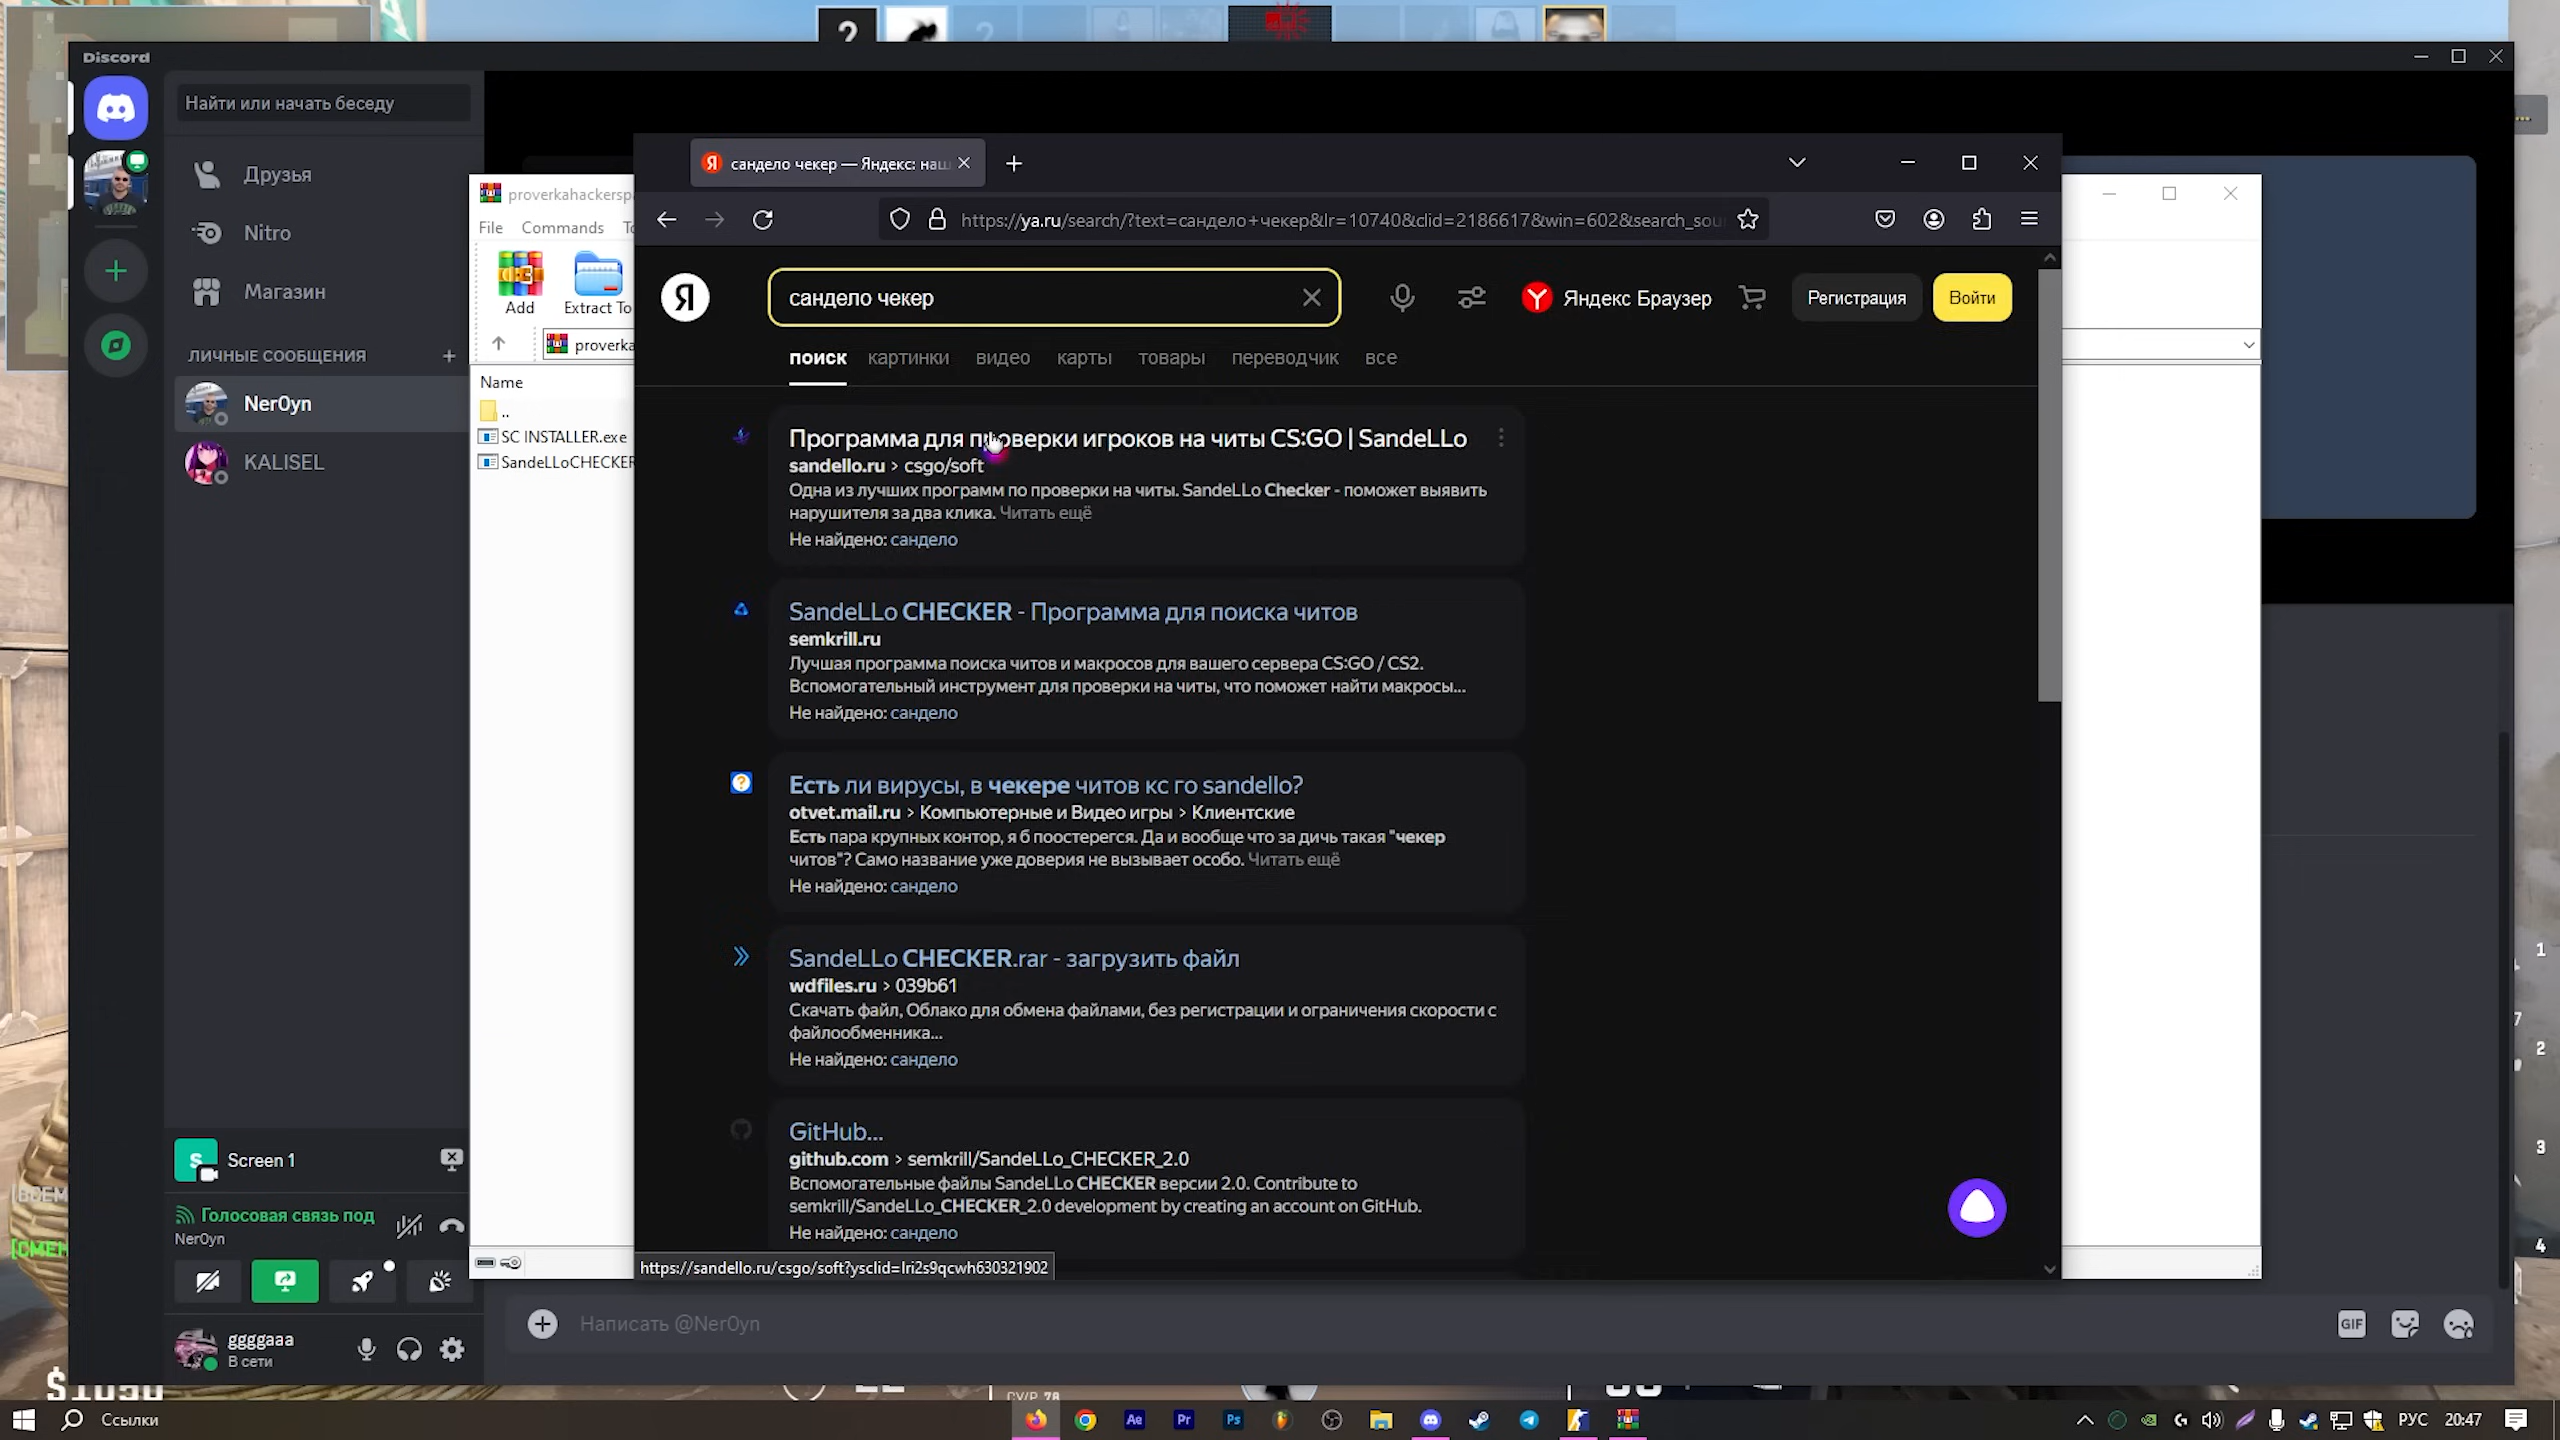 Discord
Найти или начать беседу
Друзья
Nitro
Магазин
ЛИЧНЫЕ СООБЩЕНИЯ
Ner0yn
KALISEL
Screen 1
Голосовая связь под
Ner0yn
ggggaaa
В сети
proverkahackersp
File Commands
Add
Extract To
proverka
Name
..
SC INSTALLER.exe
SandeLLoCHECKER
сандело чекер — Яндекс: наш
https://ya.ru/search/?text=сандело+чекер&lr=10740&clid=2186617&win=602&search_sou
Я
сандело чекер
Яндекс Браузер
Регистрация
Войти
поиск картинки видео карты товары переводчик все
Программа для проверки игроков на читы CS:GO | SandeLLo
sandello.ru › csgo/soft
Одна из лучших программ по проверки на читы. SandeLLo Checker - поможет выявить
нарушителя за два клика. Читать ещё
Не найдено: сандело
SandeLLo CHECKER - Программа для поиска читов
semkrill.ru
Лучшая программа поиска читов и макросов для вашего сервера CS:GO / CS2.
Вспомогательный инструмент для проверки на читы, что поможет найти макросы...
Не найдено: сандело
Есть ли вирусы, в чекере читов кс го sandello?
otvet.mail.ru › Компьютерные и Видео игры › Клиентские
Есть пара крупных контор, я б поостерегся. Да и вообще что за дичь такая "чекер
читов"? Само название уже доверия не вызывает особо. Читать ещё
Не найдено: сандело
SandeLLo CHECKER.rar - загрузить файл
wdfiles.ru › 039b61
Скачать файл, Облако для обмена файлами, без регистрации и ограничения скорости с
файлообменника...
Не найдено: сандело
GitHub...
github.com › semkrill/SandeLLo_CHECKER_2.0
Вспомогательные файлы SandeLLo CHECKER версии 2.0. Contribute to
semkrill/SandeLLo_CHECKER_2.0 development by creating an account on GitHub.
Не найдено: сандело
https://sandello.ru/csgo/soft?ysclid=lri2s9qcwh630321902
Написать @Ner0yn
GIF
1
2
3
4
$1050
Ссылки
Ae
Pr
Ps
РУС
20:47